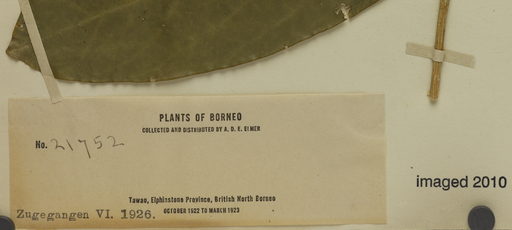 PLANTS OF BORNEO
COLLECTED AND DISTRIBUTED BY A. D. E. ELMER
No. 21752
imaged 2010
Tawau, Elphinstone Province, British North Borneo
OCTOBER 1922 TO MARCH 1923
Zugegangen VI. 1926.